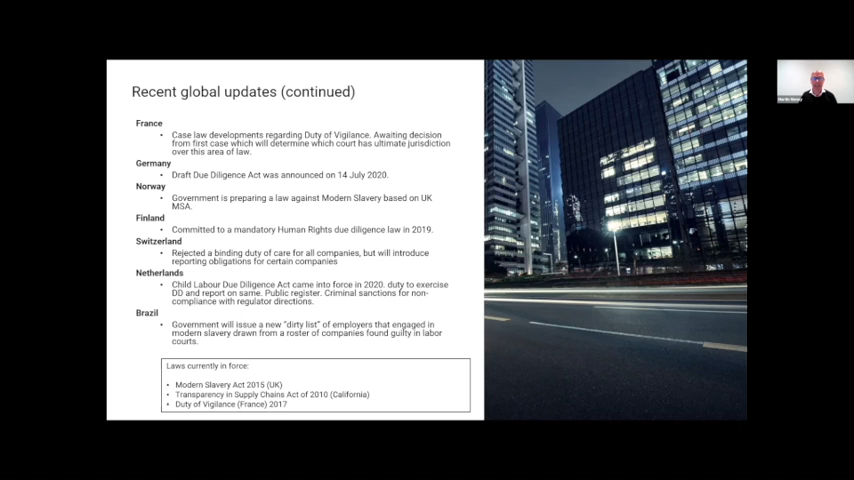 Recent global updates (continued)
France
• Case law developments regarding Duty of Vigilance. Awaiting decision
from first case which will determine which court has ultimate jurisdiction
over this area of law.
Germany
• Draft Due Diligence Act was announced on 14 July 2020.
Norway
• Government is preparing a law against Modern Slavery based on UK
MSA.
Finland
• Committed to a mandatory Human Rights due diligence law in 2019.
Switzerland
• Rejected a binding duty of care for all companies, but will introduce
reporting obligations for certain companies
Netherlands
• Child Labour Due Diligence Act came into force in 2020. duty to exercise
DD and report on same. Public register. Criminal sanctions for non-
compliance with regulator directions.
Brazil
• Government will issue a new “dirty list” of employers that engaged in
modern slavery drawn from a roster of companies found guilty in labor
courts.
Laws currently in force:
• Modern Slavery Act 2015 (UK)
• Transparency in Supply Chains Act of 2010 (California)
• Duty of Vigilance (France) 2017